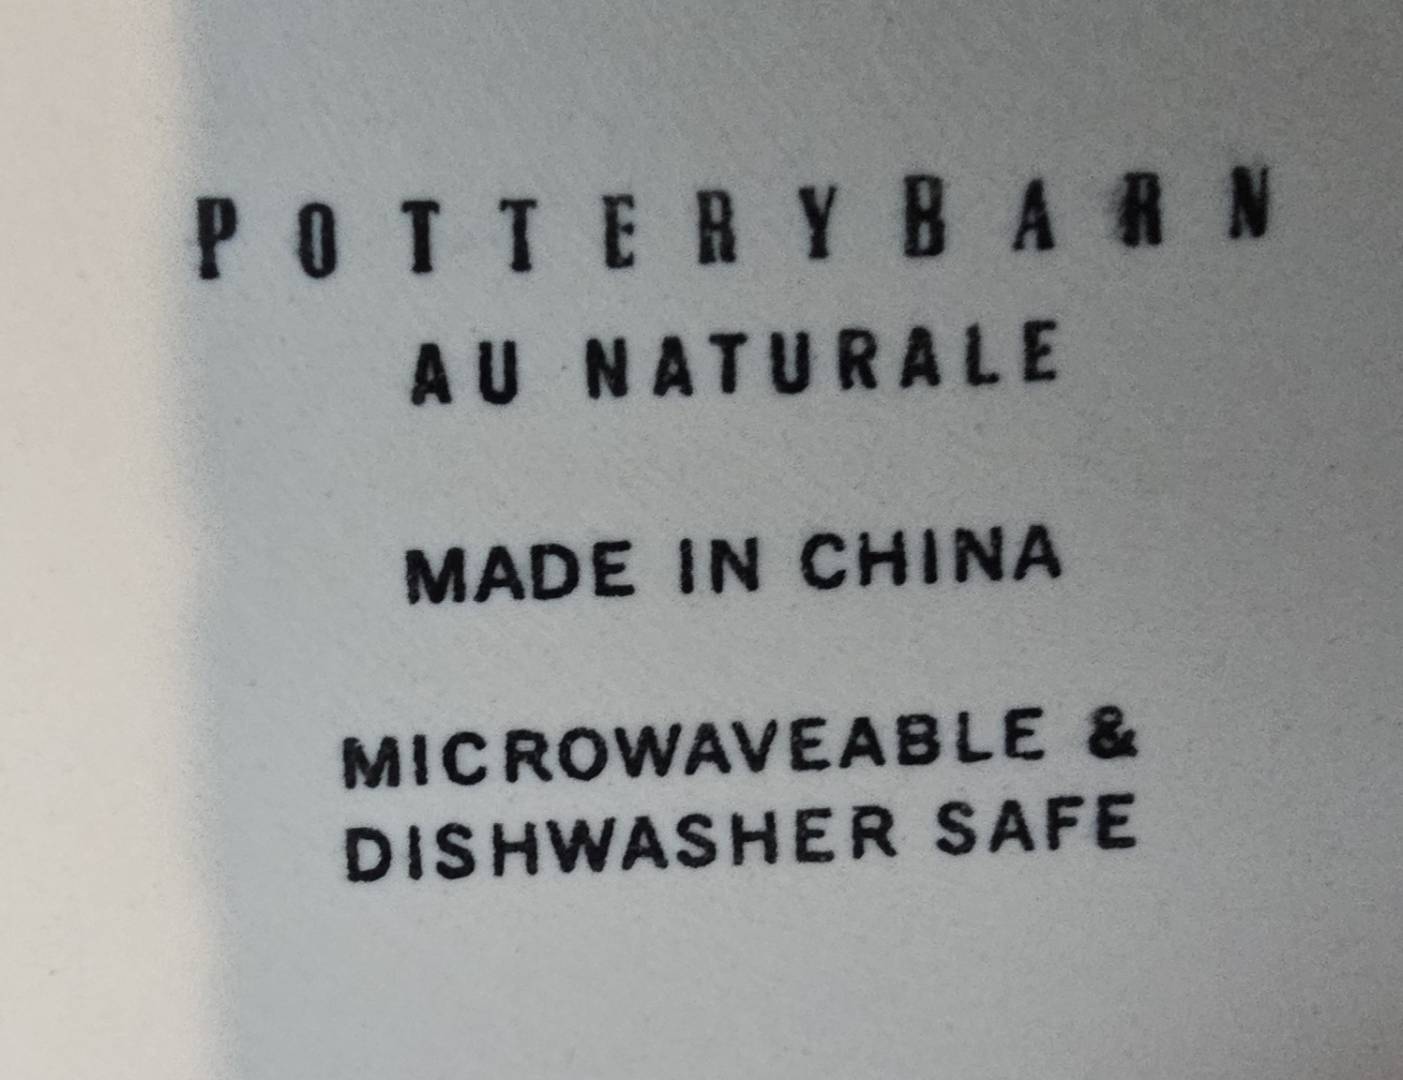 POTTERYBARN
AU NATURALE
MADE IN CHINA
MICROWAVEABLE &
DISHWASHER SAFE